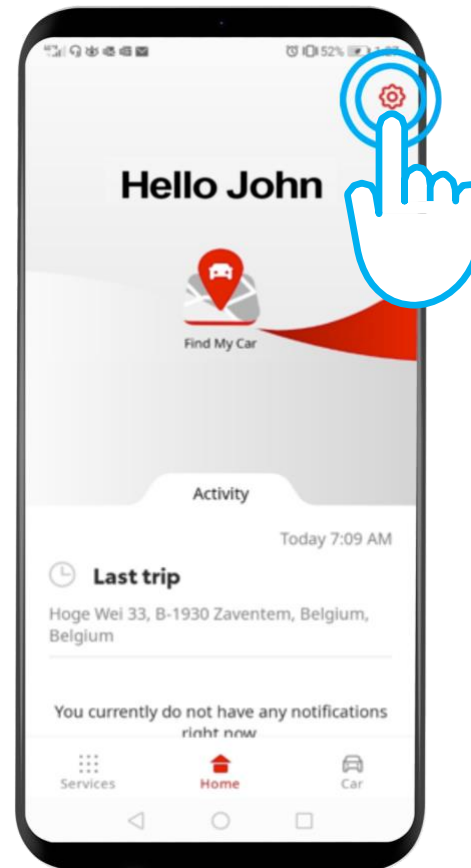 52%
Hello John
Find My Car
Activity
Today 7:09 AM
Last trip
Hoge Wei 33, B-1930 Zaventem, Belgium,
Belgium
You currently do not have any notifications
right now
Services
Home
Car